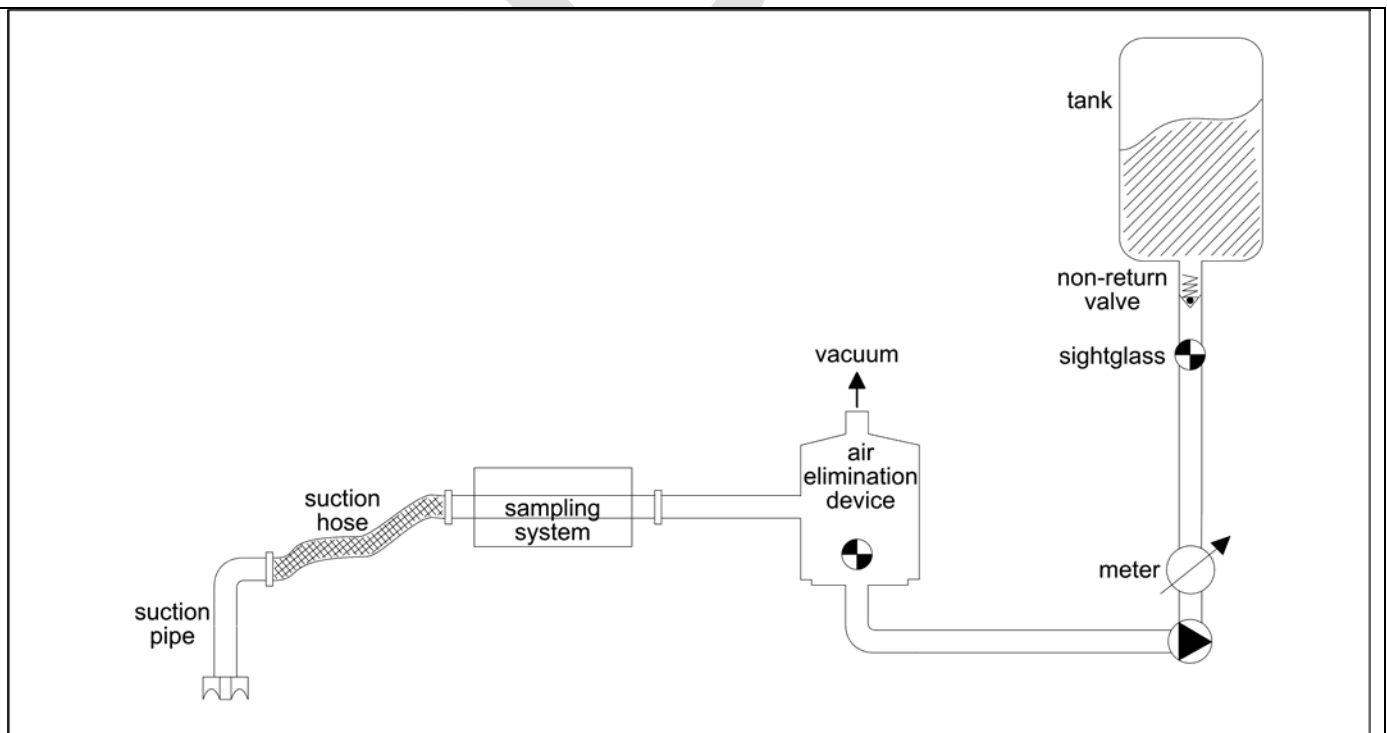 tank
non-return
valve
sightglass
vacuum
air
elimination
device
suction
hose
sampling
system
meter
suction
pipe